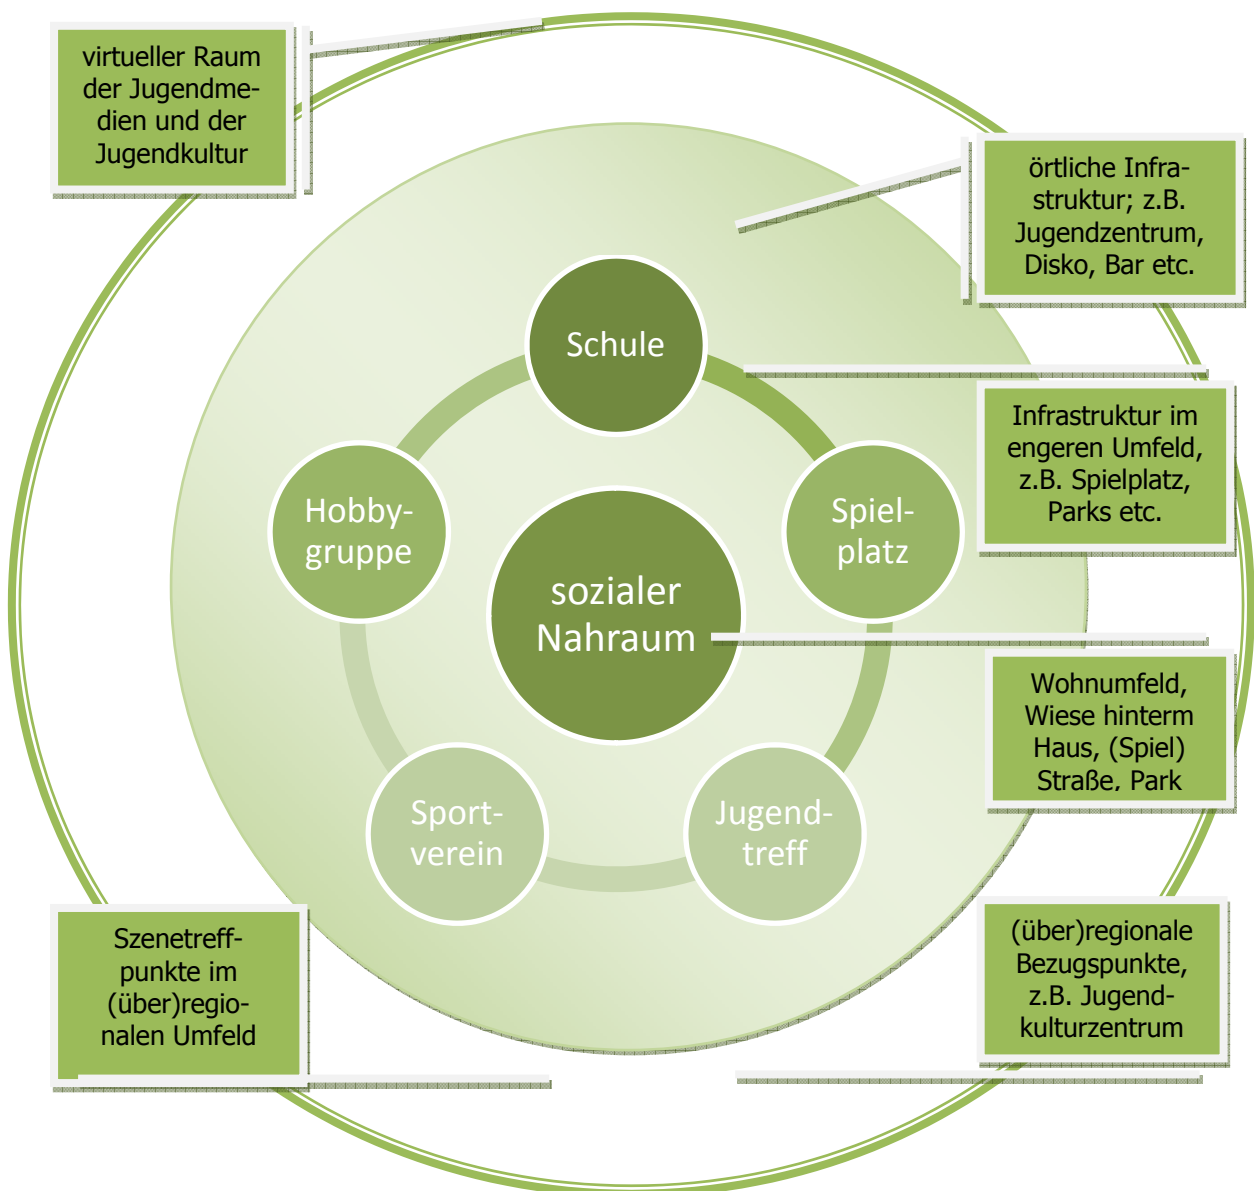 virtueller Raum
der Jugendme-
dien und der
Jugendkultur
örtliche Infra-
struktur; z.B.
Jugendzentrum,
Disko, Bar etc.
Schule
Infrastruktur im
engeren Umfeld,
z.B. Spielplatz,
Parks etc.
Hobby-
gruppe
Spiel-
platz
sozialer
Nahraum
Wohnumfeld,
Wiese hinterm
Haus, (Spiel)
Straße, Park
Sport-
verein
Jugend-
treff
Szenetreff-
punkte im
(über)regio-
nalen Umfeld
(über)regionale
Bezugspunkte,
z.B. Jugend-
kulturzentrum